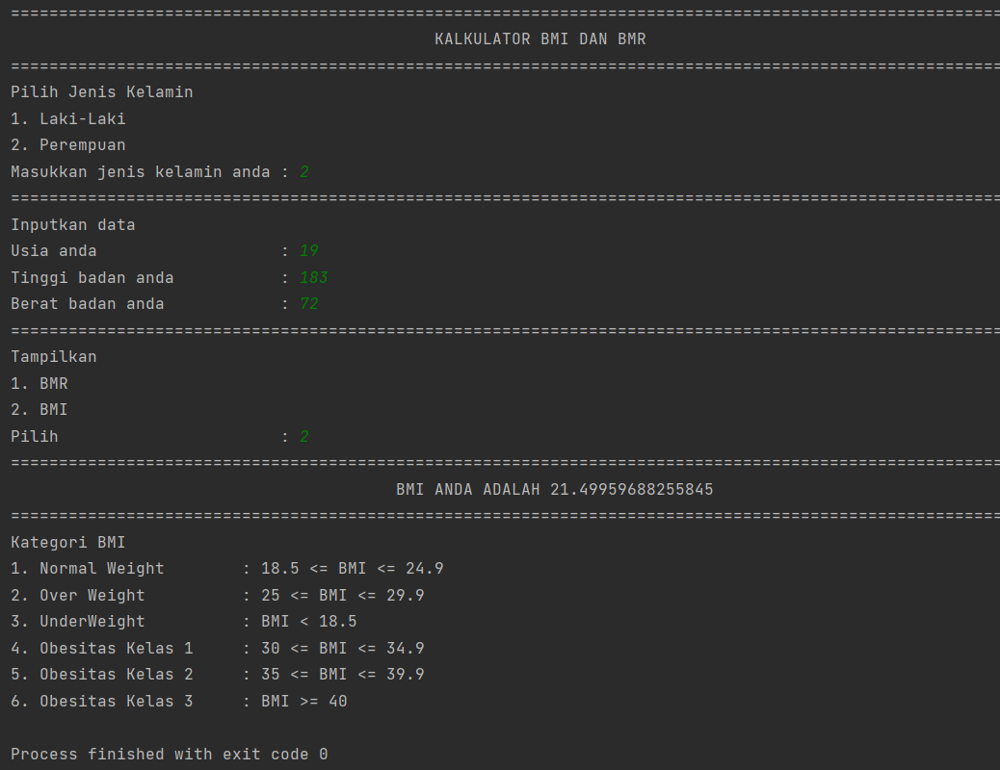 =======================================================================================================
KALKULATOR BMI DAN BMR
=======================================================================================================
Pilih Jenis Kelamin
1. Laki-Laki
2. Perempuan
Masukkan jenis kelamin anda : 2
=======================================================================================================
Inputkan data
Usia anda                   : 19
Tinggi badan anda           : 183
Berat badan anda            : 72
=======================================================================================================
Tampilkan
1. BMR
2. BMI
Pilih                       : 2
=======================================================================================================
BMI ANDA ADALAH 21.49959688255845
=======================================================================================================
Kategori BMI
1. Normal Weight        : 18.5 <= BMI <= 24.9
2. Over Weight          : 25 <= BMI <= 29.9
3. UnderWeight          : BMI < 18.5
4. Obesitas Kelas 1     : 30 <= BMI <= 34.9
5. Obesitas Kelas 2     : 35 <= BMI <= 39.9
6. Obesitas Kelas 3     : BMI >= 40
Process finished with exit code 0